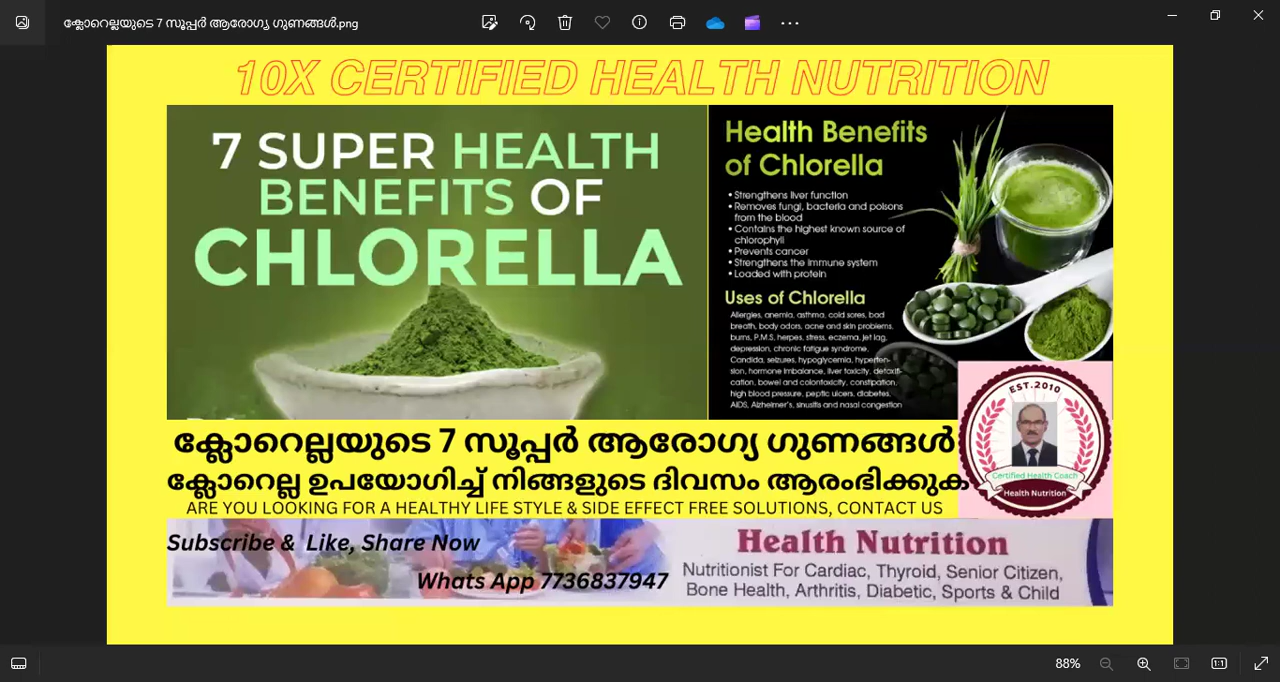 ക്ലോറെല്ലയുടെ 7 സൂപ്പർ ആരോഗ്യ ഗുണങ്ങൾ.png
10X CERTIFIED HEALTH NUTRITION
7 SUPER HEALTH
BENEFITS OF
CHLORELLA
Health Benefits
of Chlorella
• Strengthens liver function
• Removes fungi, bacteria and poisons
from the blood
• Contains the highest known source of
chlorophyll
• Prevents cancer
• Strengthens the immune system
• Loaded with protein
Uses of Chlorella
Allergies, anemia, asthma, cold sores, bad
breath, body odors, acne and skin problems,
burns, P.M.S, herpes, stress, eczema, jet lag,
depression, chronic fatigue syndrome,
Candida, seizures, hypoglycemia, hyperten-
sion, hormone imbalance, liver toxicity, detoxifi-
cation, bowel and colontoxicity, constipation,
high blood pressure, peptic ulcers, diabetes,
AIDS, Alzheimer's, sinusitis and nasal congestion
EST.2010
Certified Health Coach
Health Nutrition
ക്ലോറെല്ലയുടെ 7 സൂപ്പർ ആരോഗ്യ ഗുണങ്ങൾ
ക്ലോറെല്ല ഉപയോഗിച്ച് നിങ്ങളുടെ ദിവസം ആരംഭിക്കുക
ARE YOU LOOKING FOR A HEALTHY LIFE STYLE & SIDE EFFECT FREE SOLUTIONS, CONTACT US
Subscribe & Like, Share Now
Whats App 7736837947
Health Nutrition
Nutritionist For Cardiac, Thyroid, Senior Citizen,
Bone Health, Arthritis, Diabetic, Sports & Child
88%
1:1